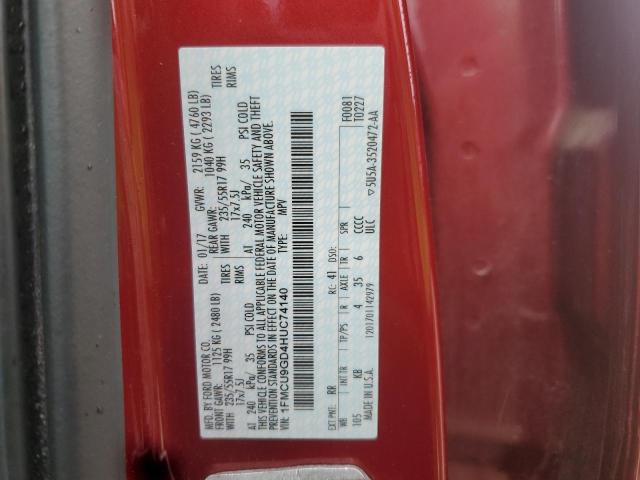 MFD. BY FORD MOTOR CO.
DATE: 01/17 GVWR: 2159 KG ( 4760 LB)
FRONT GAWR: 1125 KG ( 2480 LB) REAR GAWR: 1040 KG ( 2293 LB)
WITH 235/55R17 99H TIRES WITH 235/55R17 99H TIRES
17x7.5J RIMS 17x7.5J RIMS
AT 240 kPa/ 35 PSI COLD AT 240 kPa/ 35 PSI COLD
THIS VEHICLE CONFORMS TO ALL APPLICABLE FEDERAL MOTOR VEHICLE SAFETY AND THEFT
PREVENTION STANDARDS IN EFFECT ON THE DATE OF MANUFACTURE SHOWN ABOVE.
VIN: 1FMCU9GD4HUC74140 TYPE: MPV
F0081
T0227
EXT PNT: RR RC: 41 DSO:
WB INT TR TP/PS R AXLE TR SPR
105 KB 4 35 6 CCCC
ULC
MADE IN U.S.A. 1201701142979
▽5U5A-3520472-AA